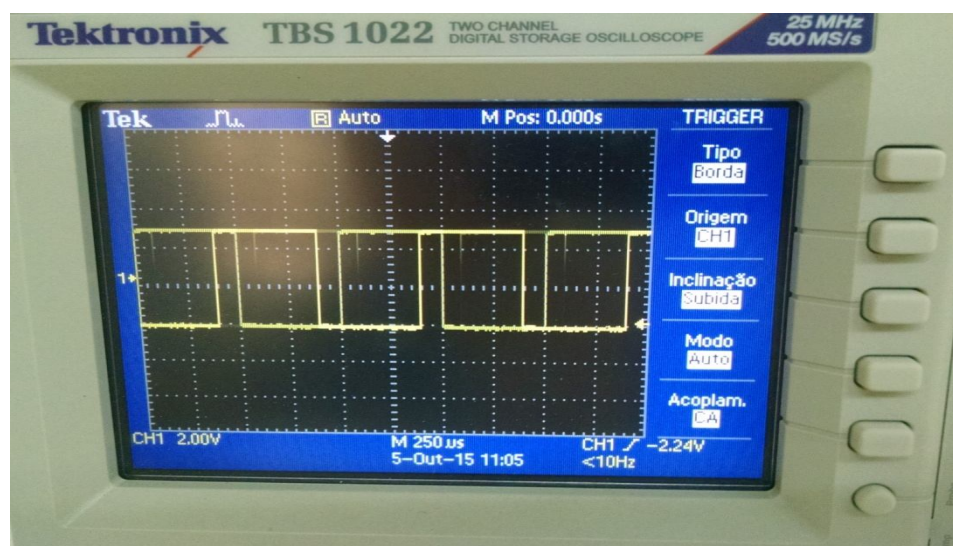 Tektronix TBS 1022 TWO CHANNEL
DIGITAL STORAGE OSCILLOSCOPE
25 MHz
500 MS/s
Tek R Auto M Pos: 0.000s TRIGGER
Tipo
Borda
Origem
CH1
1
Inclinação
Subida
Modo
Auto
Acoplam.
CA
CH1 2.00V M 250 µs CH1 -2.24V
5-Out-15 11:05 <10Hz